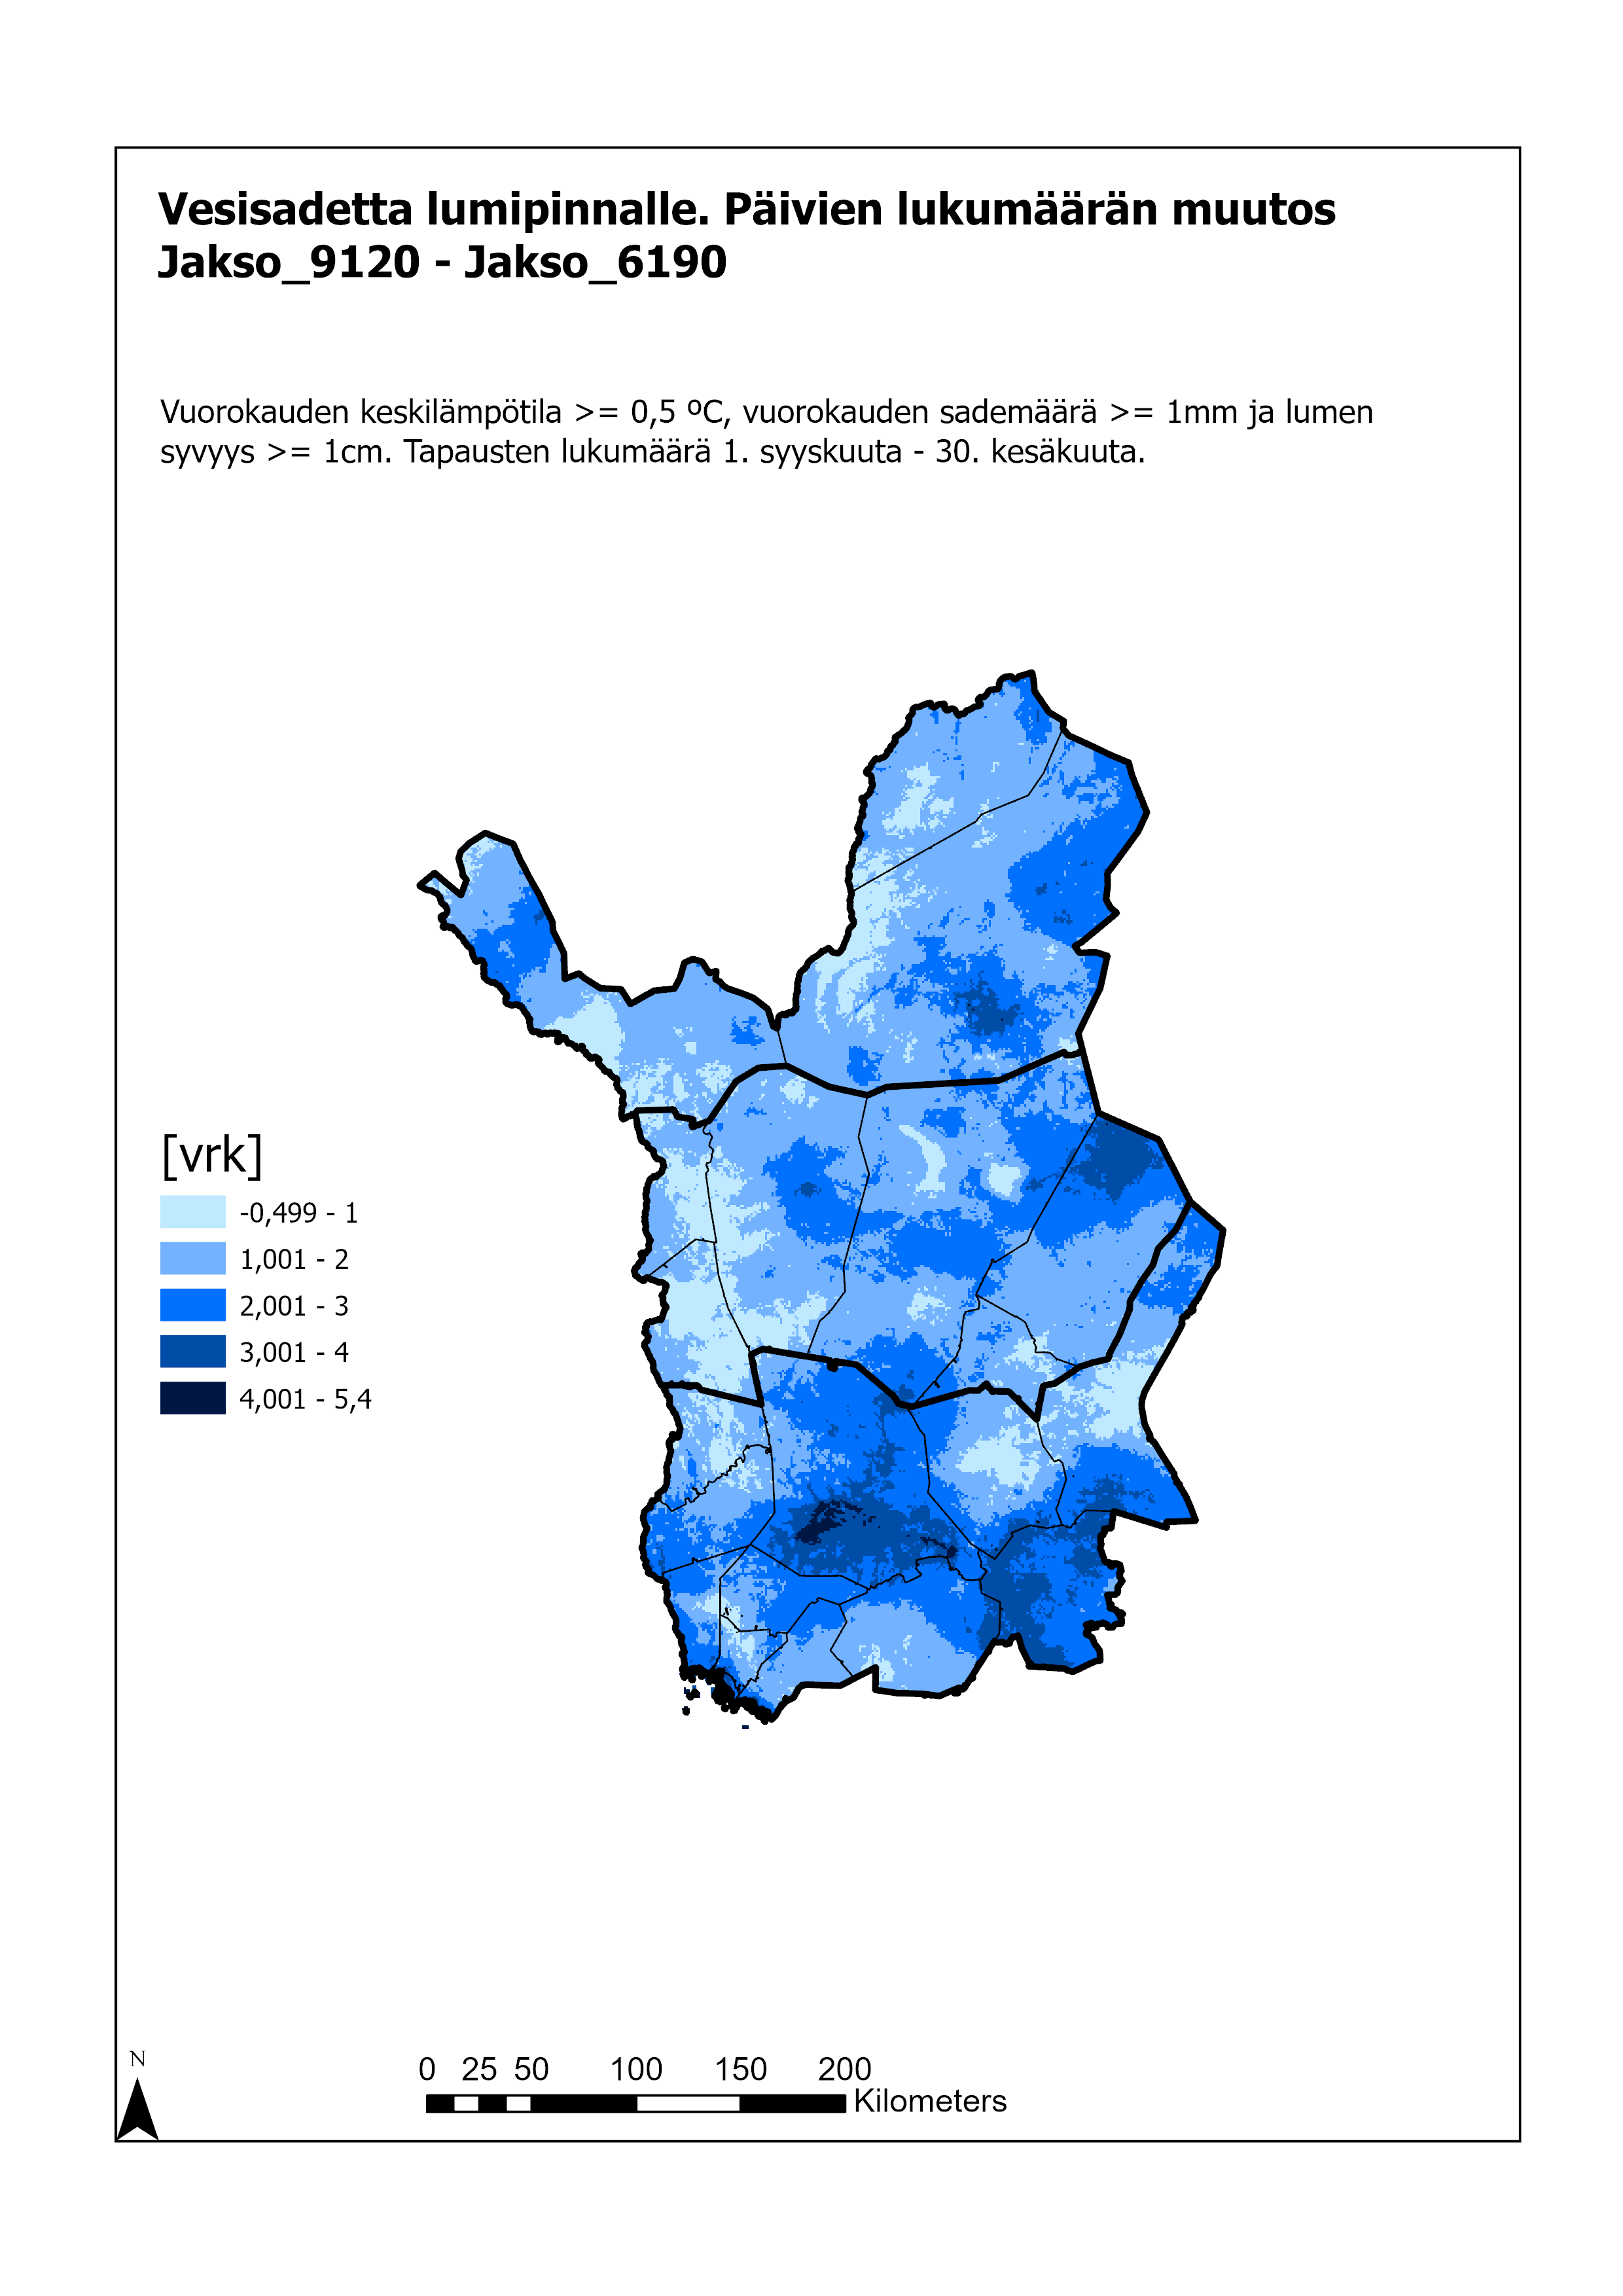 Vesisadetta lumipinnalle. Päivien lukumäärän muutos
Jakso_9120 - Jakso_6190
Vuorokauden keskilämpötila >= 0,5 ºC, vuorokauden sademäärä >= 1mm ja lumen
syvyys >= 1cm. Tapausten lukumäärä 1. syyskuuta - 30. kesäkuuta.
[vrk]
-0,499 - 1
1,001 - 2
2,001 - 3
3,001 - 4
4,001 - 5,4
N
0 25 50 100 150 200
Kilometers